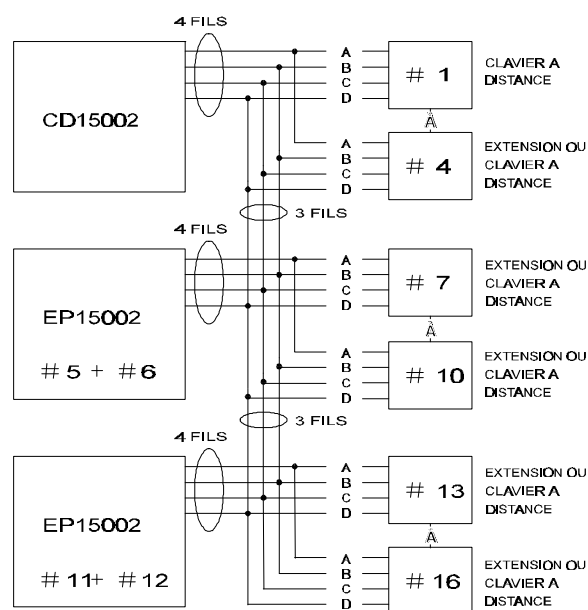 4 FILS
CD15002
A
B
C
D
# 1
CLAVIER A
DISTANCE
A
A
B
C
D
# 4
EXTENSION OU
CLAVIER A
DISTANCE
3 FILS
4 FILS
EP15002
# 5 + # 6
A
B
C
D
# 7
EXTENSION OU
CLAVIER A
DISTANCE
A
A
B
C
D
# 10
EXTENSION OU
CLAVIER A
DISTANCE
3 FILS
4 FILS
EP15002
# 11+ # 12
A
B
C
D
# 13
EXTENSION OU
CLAVIER A
DISTANCE
A
A
B
C
D
# 16
EXTENSION OU
CLAVIER A
DISTANCE